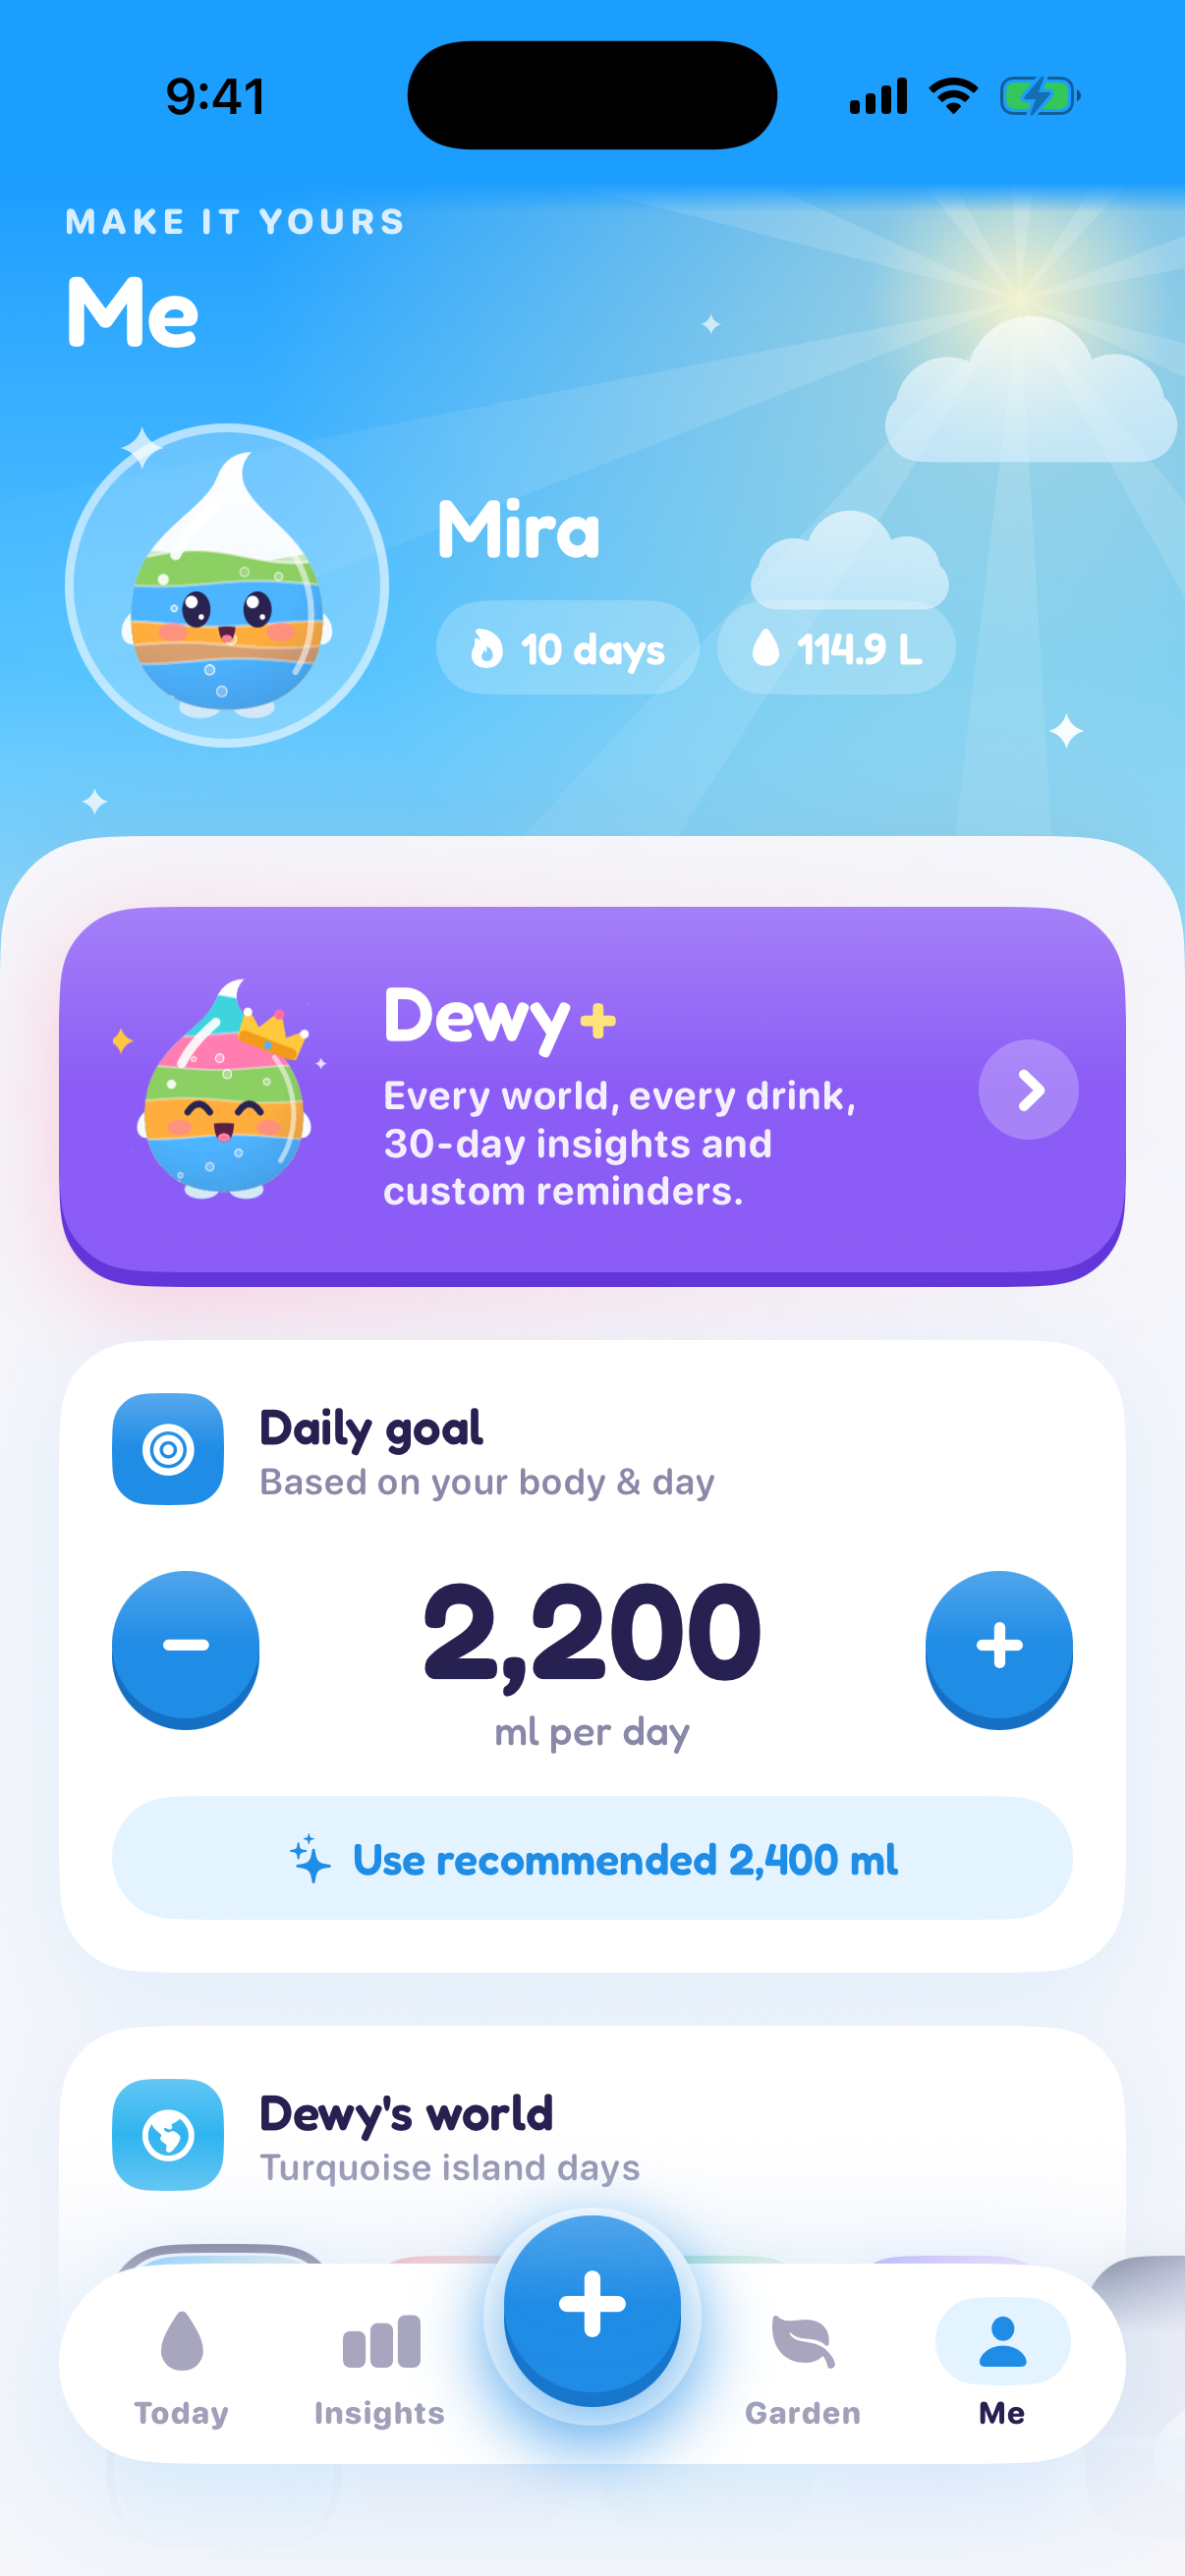 9:41
MAKE IT YOURS
Me
Mira
10 days
114.9 L
Dewy+
Every world, every drink,
30-day insights and
custom reminders.
Daily goal
Based on your body & day
2,200
ml per day
Use recommended 2,400 ml
Dewy's world
Turquoise island days
Today
Insights
Garden
Me